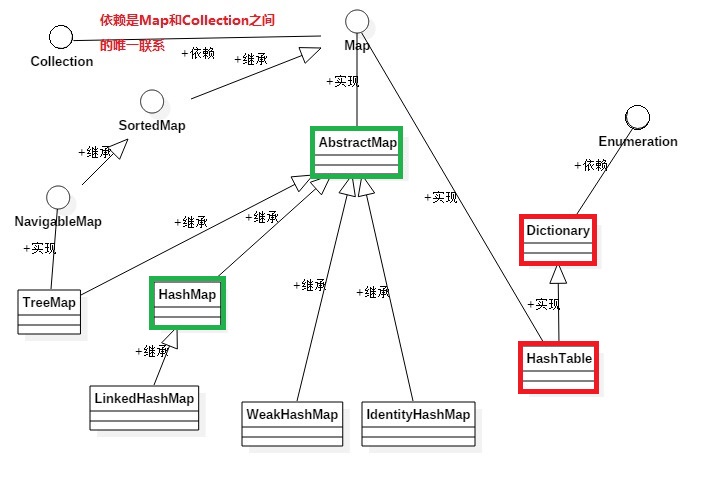 依赖是Map和Collection之间
的唯一联系
Collection
+依赖
Map
+继承
+实现
SortedMap
AbstractMap
Enumeration
+继承
+依赖
NavigableMap
+继承
+继承
+实现
Dictionary
+实现
TreeMap
HashMap
+继承
+继承
+实现
+继承
HashTable
LinkedHashMap
WeakHashMap
IdentityHashMap